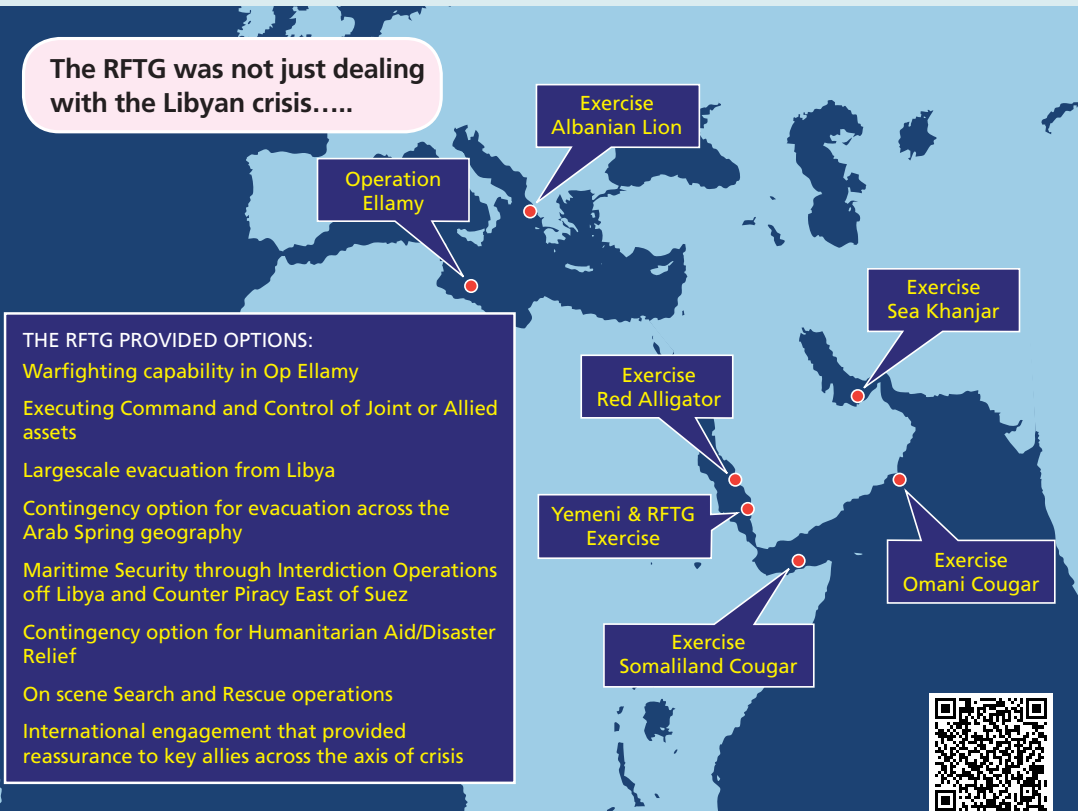 The RFTG was not just dealing
with the Libyan crisis…..
Exercise
Albanian Lion
Operation
Ellamy
Exercise
Sea Khanjar
Exercise
Red Alligator
Yemeni & RFTG
Exercise
Exercise
Omani Cougar
Exercise
Somaliland Cougar
THE RFTG PROVIDED OPTIONS:
Warfighting capability in Op Ellamy
Executing Command and Control of Joint or Allied
assets
Largescale evacuation from Libya
Contingency option for evacuation across the
Arab Spring geography
Maritime Security through Interdiction Operations
off Libya and Counter Piracy East of Suez
Contingency option for Humanitarian Aid/Disaster
Relief
On scene Search and Rescue operations
International engagement that provided
reassurance to key allies across the axis of crisis